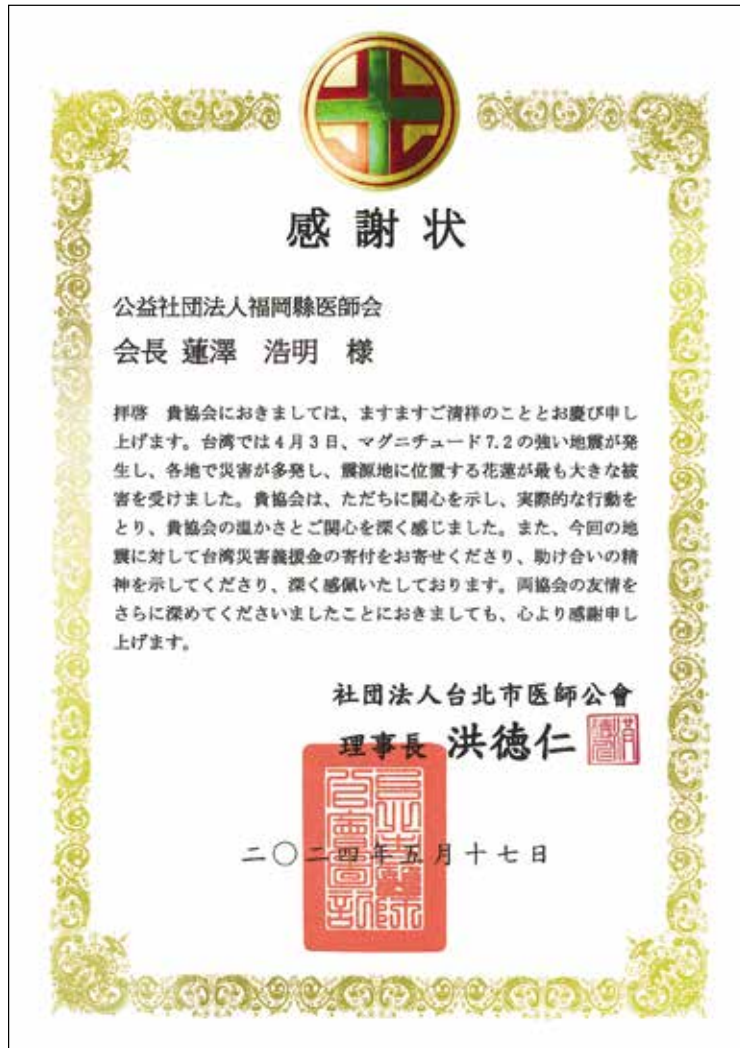 感謝状
公益社団法人福岡縣医師会
会長 蓮澤 浩明 様
拝啓 貴協会におきましては、ますますご清祥のこととお慶び申し
上げます。台湾では4月3日、マグニチュード7.2の強い地震が発
生し、各地で災害が多発し、震源地に位置する花蓮が最も大きな被
害を受けました。貴協会は、ただちに関心を示し、実際的な行動を
とり、貴協会の温かさとご関心を深く感じました。また、今回の地
震に対して台湾災害義援金の寄付をお寄せくださり、助け合いの精
神を示してくださり、深く感佩いたしております。両協会の友情を
さらに深めてくださいましたことにおきましても、心より感謝申し
上げます。
社団法人台北市医師公會
理事長 洪德仁
二〇二四年五月十七日